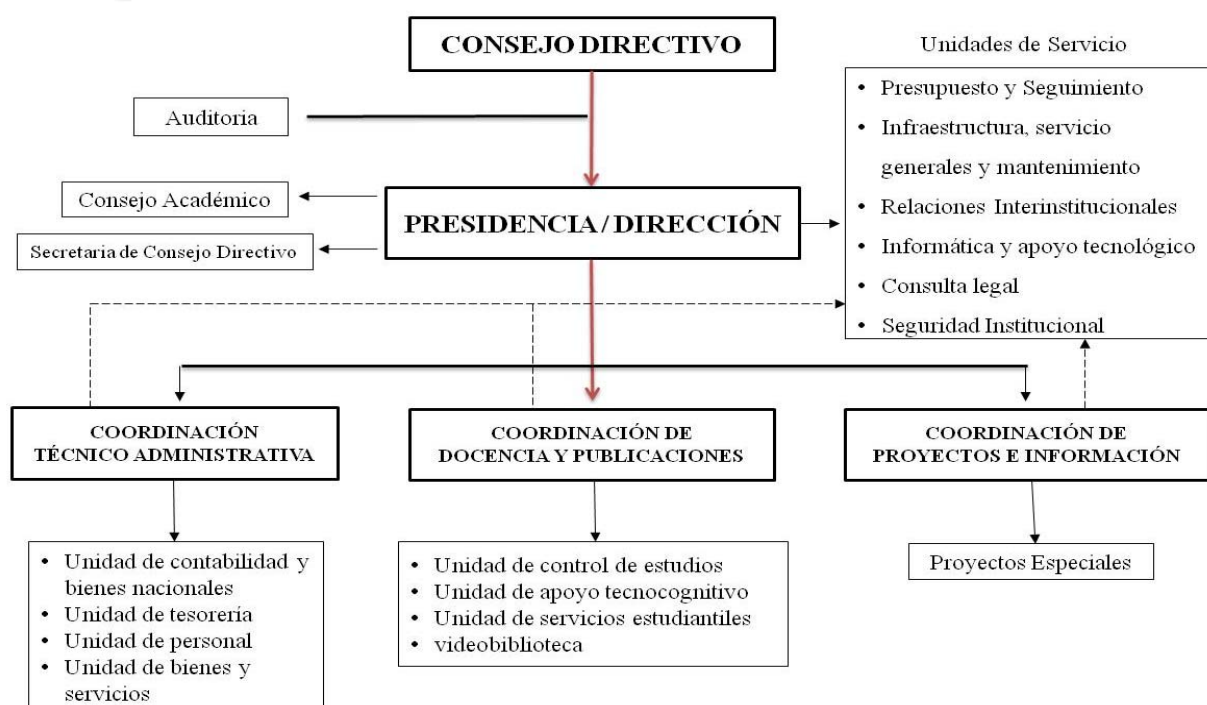 CONSEJO DIRECTIVO
Unidades de Servicio
• Presupuesto y Seguimiento
• Infraestructura, servicio
generales y mantenimiento
• Relaciones Interinstitucionales
• Informática y apoyo tecnológico
• Consulta legal
• Seguridad Institucional
Auditoria
Consejo Académico
Secretaria de Consejo Directivo
PRESIDENCIA / DIRECCIÓN
COORDINACIÓN
TÉCNICO ADMINISTRATIVA
COORDINACIÓN DE
DOCENCIA Y PUBLICACIONES
COORDINACIÓN DE
PROYECTOS E INFORMACIÓN
• Unidad de contabilidad y
bienes nacionales
• Unidad de tesorería
• Unidad de personal
• Unidad de bienes y
servicios
• Unidad de control de estudios
• Unidad de apoyo tecnocognitivo
• Unidad de servicios estudiantiles
• videobiblioteca
Proyectos Especiales